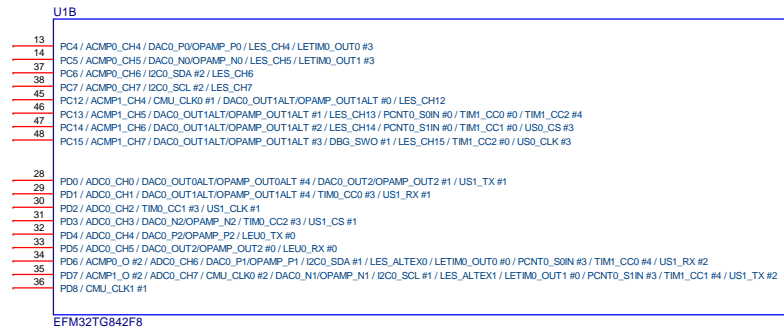 U1B
13 PC4 / ACMP0_CH4 / DAC0_P0/OPAMP_P0 / LES_CH4 / LETIM0_OUT0 #3
14 PC5 / ACMP0_CH5 / DAC0_N0/OPAMP_N0 / LES_CH5 / LETIM0_OUT1 #3
37 PC6 / ACMP0_CH6 / I2C0_SDA #2 / LES_CH6
38 PC7 / ACMP0_CH7 / I2C0_SCL #2 / LES_CH7
45 PC12 / ACMP1_CH4 / CMU_CLK0 #1 / DAC0_OUT1ALT/OPAMP_OUT1ALT #0 / LES_CH12
46 PC13 / ACMP1_CH5 / DAC0_OUT1ALT/OPAMP_OUT1ALT #1 / LES_CH13 / PCNT0_S0IN #0 / TIM1_CC0 #0 / TIM1_CC2 #4
47 PC14 / ACMP1_CH6 / DAC0_OUT1ALT/OPAMP_OUT1ALT #2 / LES_CH14 / PCNT0_S1IN #0 / TIM1_CC1 #0 / US0_CS #3
48 PC15 / ACMP1_CH7 / DAC0_OUT1ALT/OPAMP_OUT1ALT #3 / DBG_SWO #1 / LES_CH15 / TIM1_CC2 #0 / US0_CLK #3
28 PD0 / ADC0_CH0 / DAC0_OUT0ALT/OPAMP_OUT0ALT #4 / DAC0_OUT2/OPAMP_OUT2 #1 / US1_TX #1
29 PD1 / ADC0_CH1 / DAC0_OUT1ALT/OPAMP_OUT1ALT #4 / TIM0_CC0 #3 / US1_RX #1
30 PD2 / ADC0_CH2 / TIM0_CC1 #3 / US1_CLK #1
31 PD3 / ADC0_CH3 / DAC0_N2/OPAMP_N2 / TIM0_CC2 #3 / US1_CS #1
32 PD4 / ADC0_CH4 / DAC0_P2/OPAMP_P2 / LEU0_TX #0
33 PD5 / ADC0_CH5 / DAC0_OUT2/OPAMP_OUT2 #0 / LEU0_RX #0
34 PD6 / ACMP0_O #2 / ADC0_CH6 / DAC0_P1/OPAMP_P1 / I2C0_SDA #1 / LES_ALTEX0 / LETIM0_OUT0 #0 / PCNT0_S0IN #3 / TIM1_CC0 #4 / US1_RX #2
35 PD7 / ACMP1_O #2 / ADC0_CH7 / CMU_CLK0 #2 / DAC0_N1/OPAMP_N1 / I2C0_SCL #1 / LES_ALTEX1 / LETIM0_OUT1 #0 / PCNT0_S1IN #3 / TIM1_CC1 #4 / US1_TX #2
36 PD8 / CMU_CLK1 #1
EFM32TG842F8